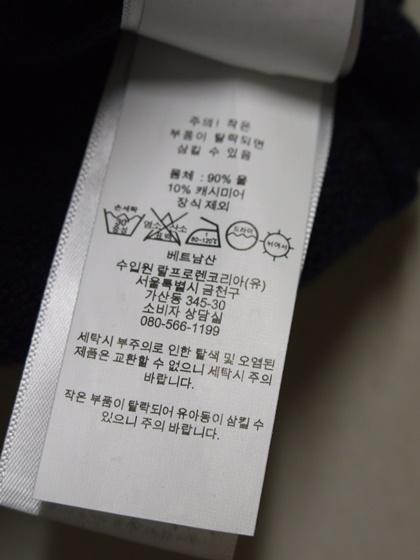 주의! 작은
부품이 탈락되면
삼킬 수 있음
몸체 : 90% 울
10% 캐시미어
장식 제외
손세탁 30 중성 염소 산소 표백 1 80-120℃ 드라이 뉘어서
베트남산
수입원 랄프로렌코리아(유)
서울특별시 금천구
가산동 345-30
소비자 상담실
080-566-1199
세탁시 부주의로 인한 탈색 및 오염된
제품은 교환할 수 없으니 세탁시 주의
바랍니다.
작은 부품이 탈락되어 유아동이 삼킬 수
있으니 주의 바랍니다.